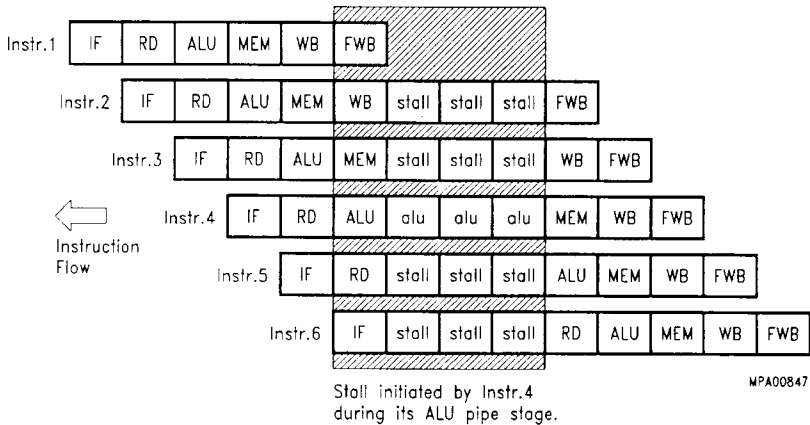 Instr.1 IF RD ALU MEM WB FWB
Instr.2 IF RD ALU MEM WB stall stall stall FWB
Instr.3 IF RD ALU MEM stall stall stall WB FWB
Instr.4 IF RD ALU alu alu alu MEM WB FWB
Instruction
Flow
Instr.5 IF RD stall stall stall ALU MEM WB FWB
Instr.6 IF stall stall stall RD ALU MEM WB FWB
MPA00847
Stall initiated by Instr.4
during its ALU pipe stage.